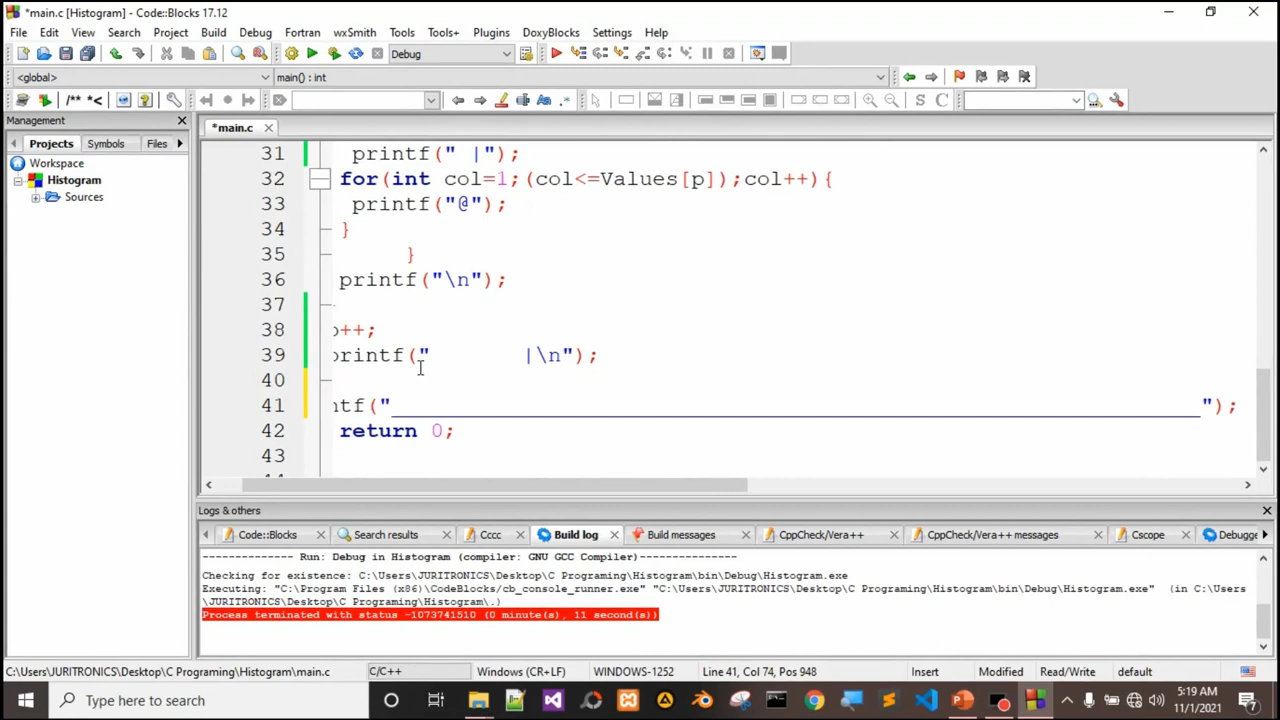 *main.c [Histogram] - Code::Blocks 17.12
File Edit View Search Project Build Debug Fortran wxSmith Tools Tools+ Plugins DoxyBlocks Settings Help
Debug
<global> main() : int
/** *< Aa .* S C
Management
*main.c
Projects Symbols Files
Workspace
Histogram
Sources
31 printf(" |");
32 for(int col=1;(col<=Values[p]);col++){
33 printf("@");
34 }
35 }
36 printf("\n");
37
38 p++;
39 printf("        |\n");
40
41 ntf("_______________________________________________________________");
42 return 0;
43
Logs & others
Code::Blocks Search results Cccc Build log Build messages CppCheck/Vera++ CppCheck/Vera++ messages Cscope Debugge
-------------- Run: Debug in Histogram (compiler: GNU GCC Compiler)---------------
Checking for existence: C:\Users\JURITRONICS\Desktop\C Programing\Histogram\bin\Debug\Histogram.exe
Executing: "C:\Program Files (x86)\CodeBlocks/cb_console_runner.exe" "C:\Users\JURITRONICS\Desktop\C Programing\Histogram\bin\Debug\Histogram.exe" (in C:\Users
\JURITRONICS\Desktop\C Programing\Histogram\.)
Process terminated with status -1073741510 (0 minute(s), 11 second(s))
C:\Users\JURITRONICS\Desktop\C Programing\Histogram\main.c C/C++ Windows (CR+LF) WINDOWS-1252 Line 41, Col 74, Pos 948 Insert Modified Read/Write default
Type here to search
5:19 AM
11/1/2021
7